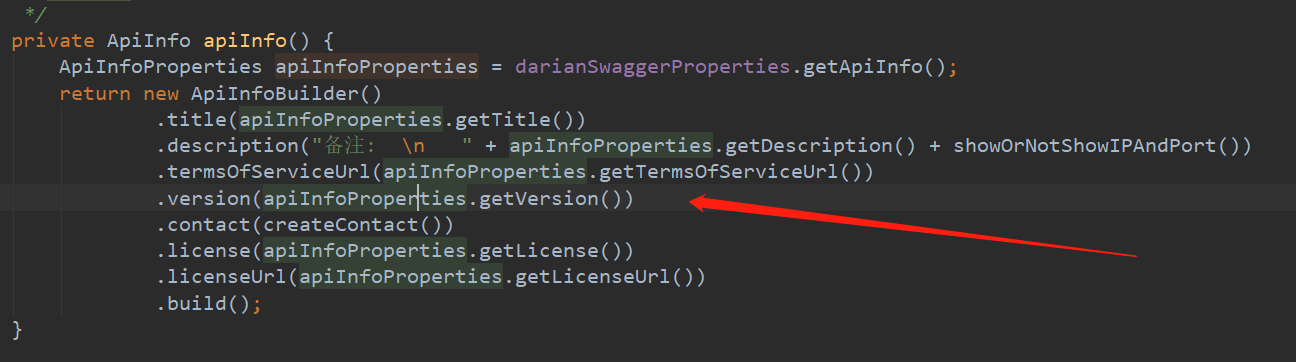 */
private ApiInfo apiInfo() {
ApiInfoProperties apiInfoProperties = darianSwaggerProperties.getApiInfo();
return new ApiInfoBuilder()
.title(apiInfoProperties.getTitle())
.description("备注:  \n   " + apiInfoProperties.getDescription() + showOrNotShowIPAndPort())
.termsOfServiceUrl(apiInfoProperties.getTermsOfServiceUrl())
.version(apiInfoProperties.getVersion())
.contact(createContact())
.license(apiInfoProperties.getLicense())
.licenseUrl(apiInfoProperties.getLicenseUrl())
.build();
}